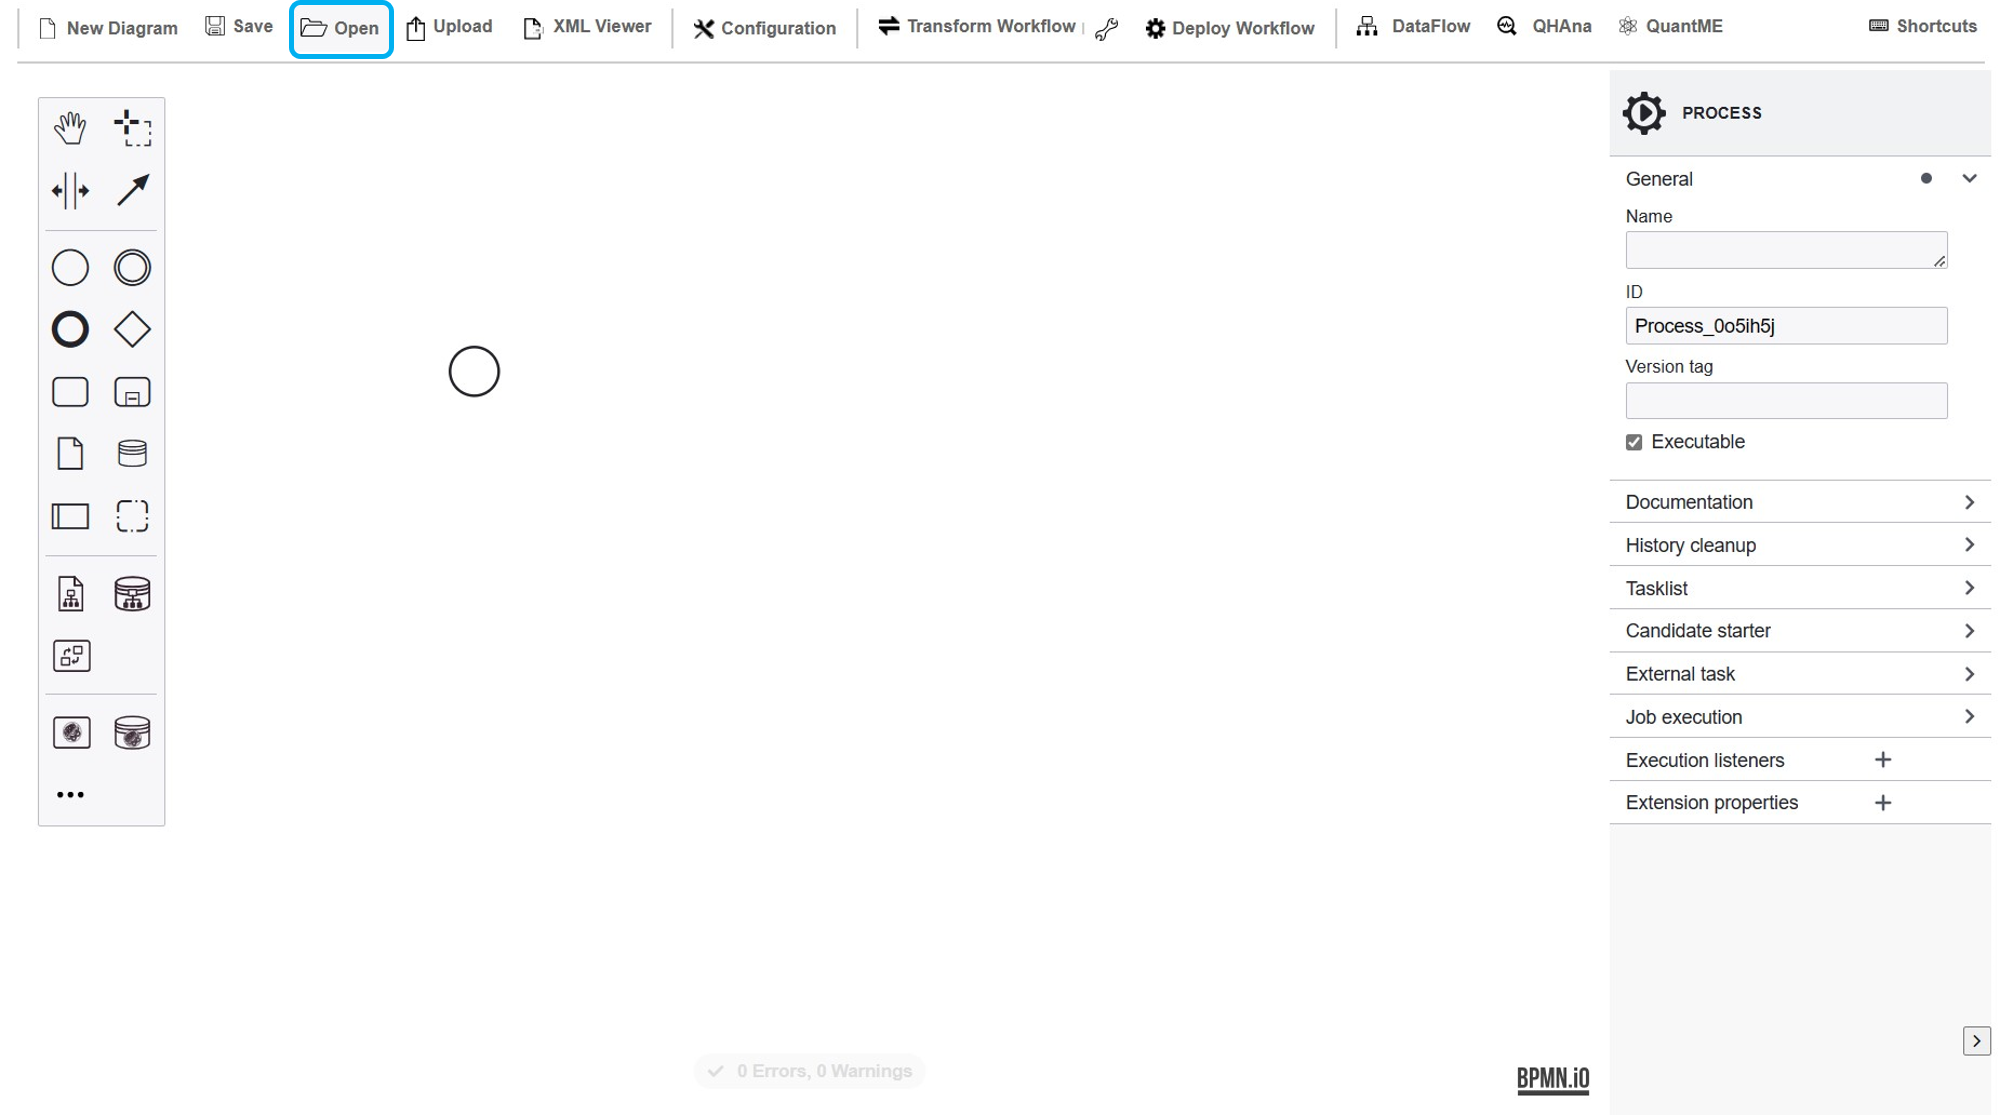 New Diagram Save Open Upload XML Viewer Configuration Transform Workflow Deploy Workflow DataFlow QHAna QuantME Shortcuts
PROCESS
General
Name
ID
Process_0o5ih5j
Version tag
Executable
Documentation
History cleanup
Tasklist
Candidate starter
External task
Job execution
Execution listeners
Extension properties
0 Errors, 0 Warnings
BPMN.iO